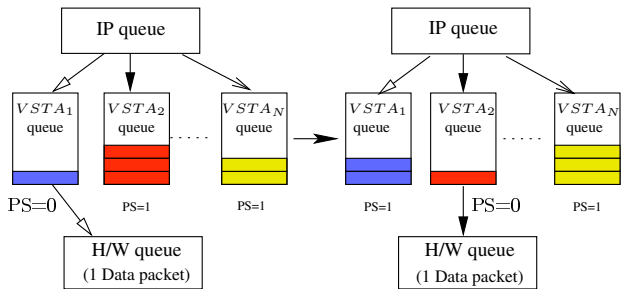 IP queue
VSTA1
queue
VSTA2
queue
VSTAN
queue
PS=0
PS=1
PS=1
H/W queue
(1 Data packet)
IP queue
VSTA1
queue
VSTA2
queue
VSTAN
queue
PS=1
PS=0
PS=1
H/W queue
(1 Data packet)